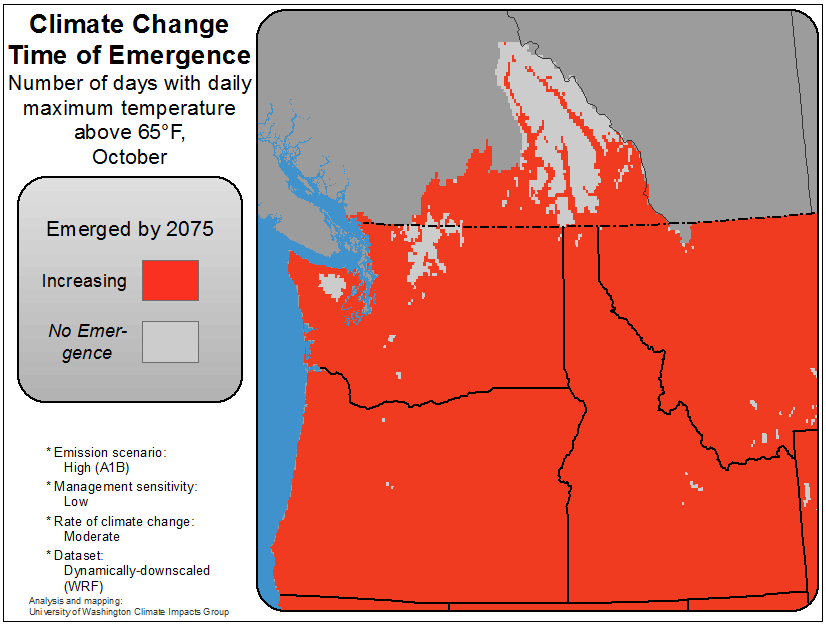 Climate Change
Time of Emergence
Number of days with daily
maximum temperature
above 65°F,
October
Emerged by 2075
Increasing
No Emer-
gence
* Emission scenario:
High (A1B)
* Management sensitivity:
Low
* Rate of climate change:
Moderate
* Dataset:
Dynamically-downscaled
(WRF)
Analysis and mapping:
University of Washington Climate Impacts Group